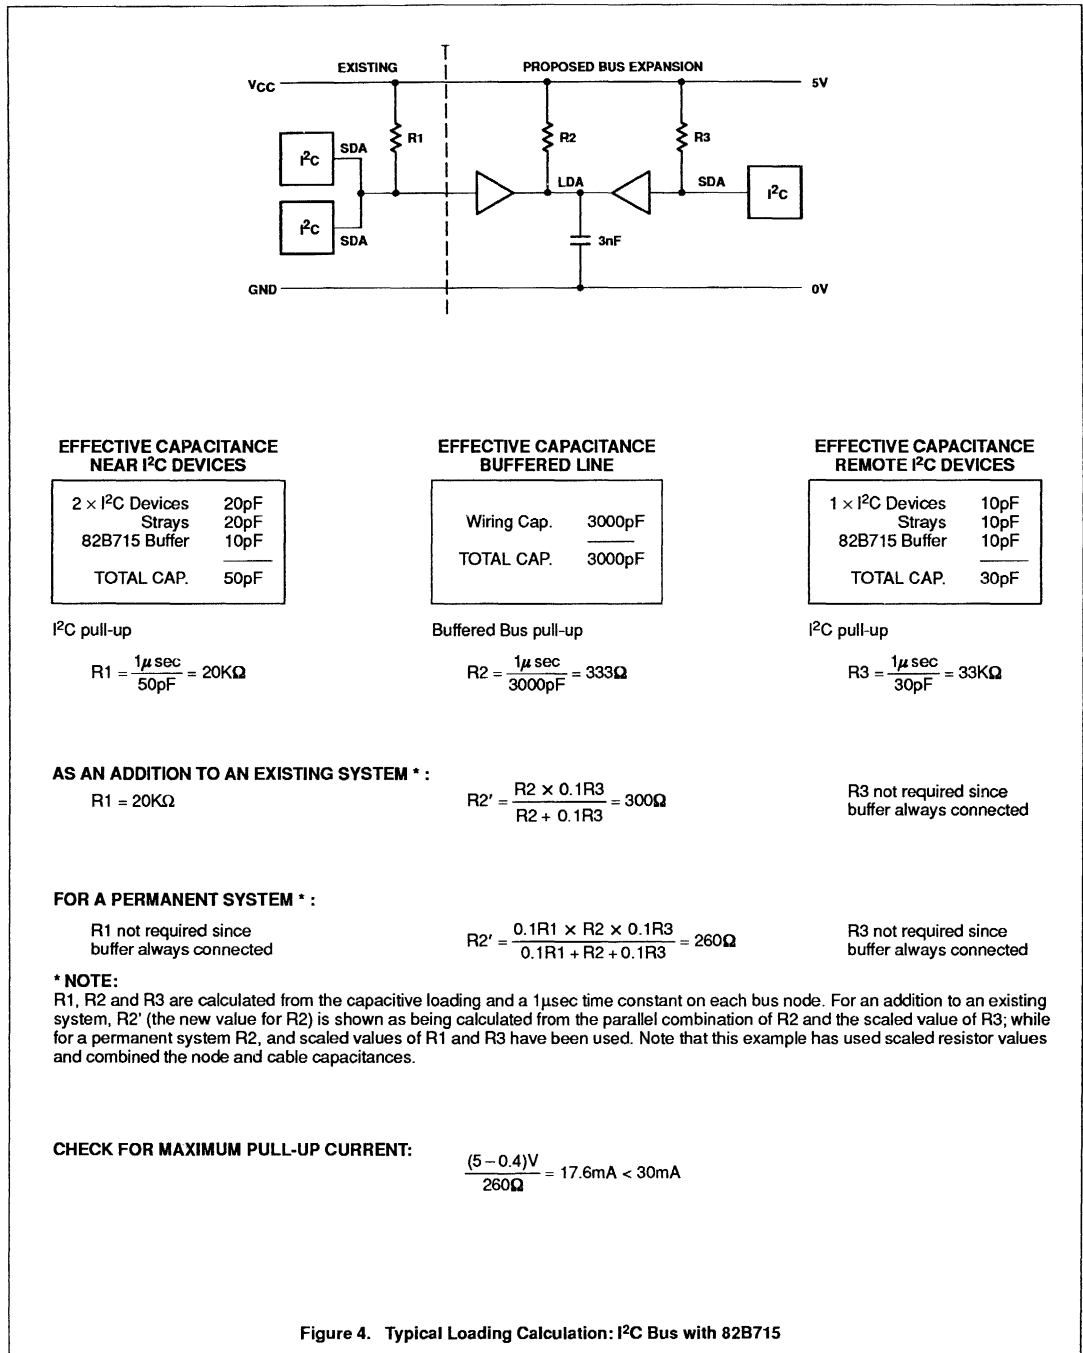 EXISTING
PROPOSED BUS EXPANSION
VCC
5V
R1
R2
R3
I²C
SDA
LDA
SDA
I²C
I²C
SDA
3nF
GND
0V
EFFECTIVE CAPACITANCE
NEAR I²C DEVICES
2 × I²C Devices 20pF
Strays 20pF
82B715 Buffer 10pF
TOTAL CAP. 50pF
I²C pull-up
R1 = 1µ sec / 50pF = 20KΩ
EFFECTIVE CAPACITANCE
BUFFERED LINE
Wiring Cap. 3000pF
TOTAL CAP. 3000pF
Buffered Bus pull-up
R2 = 1µ sec / 3000pF = 333Ω
EFFECTIVE CAPACITANCE
REMOTE I²C DEVICES
1 × I²C Devices 10pF
Strays 10pF
82B715 Buffer 10pF
TOTAL CAP. 30pF
I²C pull-up
R3 = 1µ sec / 30pF = 33KΩ
AS AN ADDITION TO AN EXISTING SYSTEM * :
R1 = 20KΩ
R2' = R2 × 0.1R3 / R2 + 0.1R3 = 300Ω
R3 not required since
buffer always connected
FOR A PERMANENT SYSTEM * :
R1 not required since
buffer always connected
R2' = 0.1R1 × R2 × 0.1R3 / 0.1R1 + R2 + 0.1R3 = 260Ω
R3 not required since
buffer always connected
* NOTE:
R1, R2 and R3 are calculated from the capacitive loading and a 1µsec time constant on each bus node. For an addition to an existing
system, R2' (the new value for R2) is shown as being calculated from the parallel combination of R2 and the scaled value of R3; while
for a permanent system R2, and scaled values of R1 and R3 have been used. Note that this example has used scaled resistor values
and combined the node and cable capacitances.
CHECK FOR MAXIMUM PULL-UP CURRENT:
(5 – 0.4)V / 260Ω = 17.6mA < 30mA
Figure 4. Typical Loading Calculation: I²C Bus with 82B715